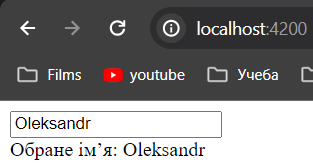 localhost:4200
Films youtube Учеба
Oleksandr
Обране ім’я: Oleksandr